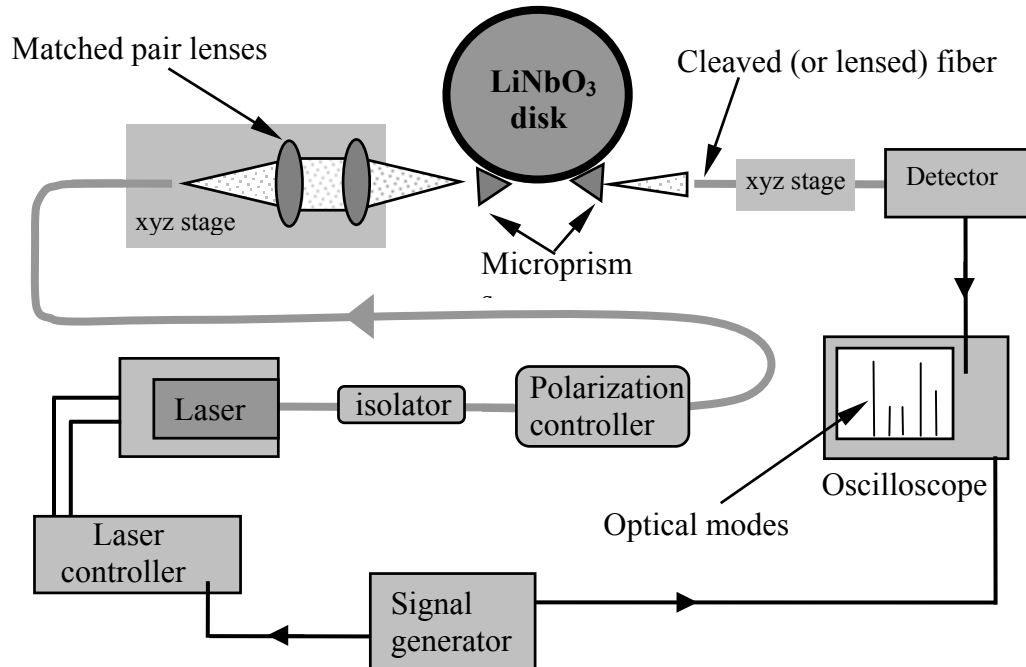 Matched pair lenses
LiNbO₃
disk
Cleaved (or lensed) fiber
xyz stage
xyz stage
Detector
Microprism
Laser
isolator
Polarization
controller
Oscilloscope
Optical modes
Laser
controller
Signal
generator